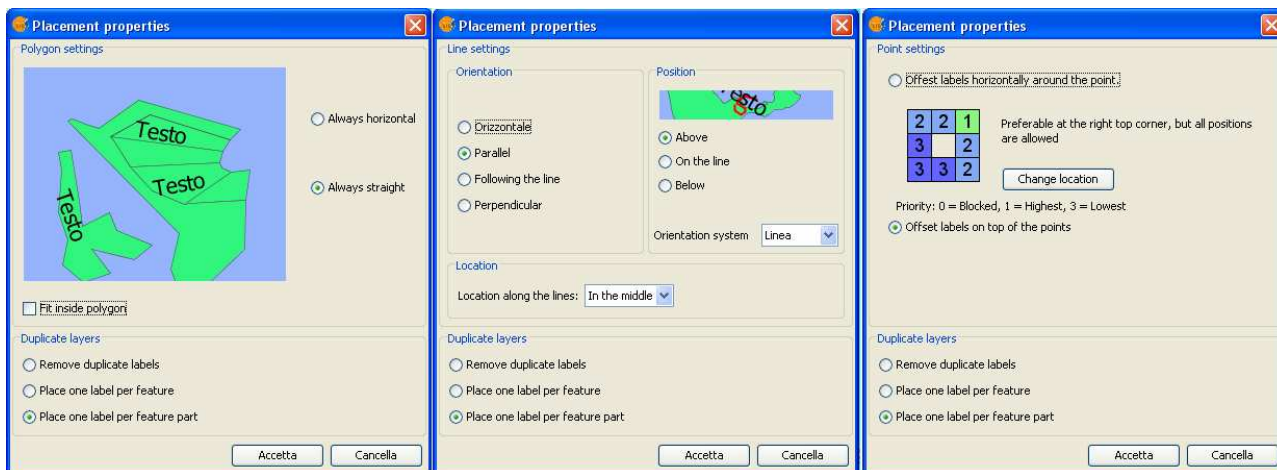 Placement properties
Polygon settings
Testo
Testo
Testo
Always horizontal
Always straight
Fit inside polygon
Duplicate layers
Remove duplicate labels
Place one label per feature
Place one label per feature part
Accetta
Cancella
Placement properties
Line settings
Orientation
Orizzontale
Parallel
Following the line
Perpendicular
Position
Testo
Above
On the line
Below
Orientation system
Linea
Location
Location along the lines:
In the middle
Duplicate layers
Remove duplicate labels
Place one label per feature
Place one label per feature part
Accetta
Cancella
Placement properties
Point settings
Offest labels horizontally around the point.
2 2 1
3 2
3 3 2
Preferable at the right top corner, but all positions
are allowed
Change location
Priority: 0 = Blocked, 1 = Highest, 3 = Lowest
Offset labels on top of the points
Duplicate layers
Remove duplicate labels
Place one label per feature
Place one label per feature part
Accetta
Cancella